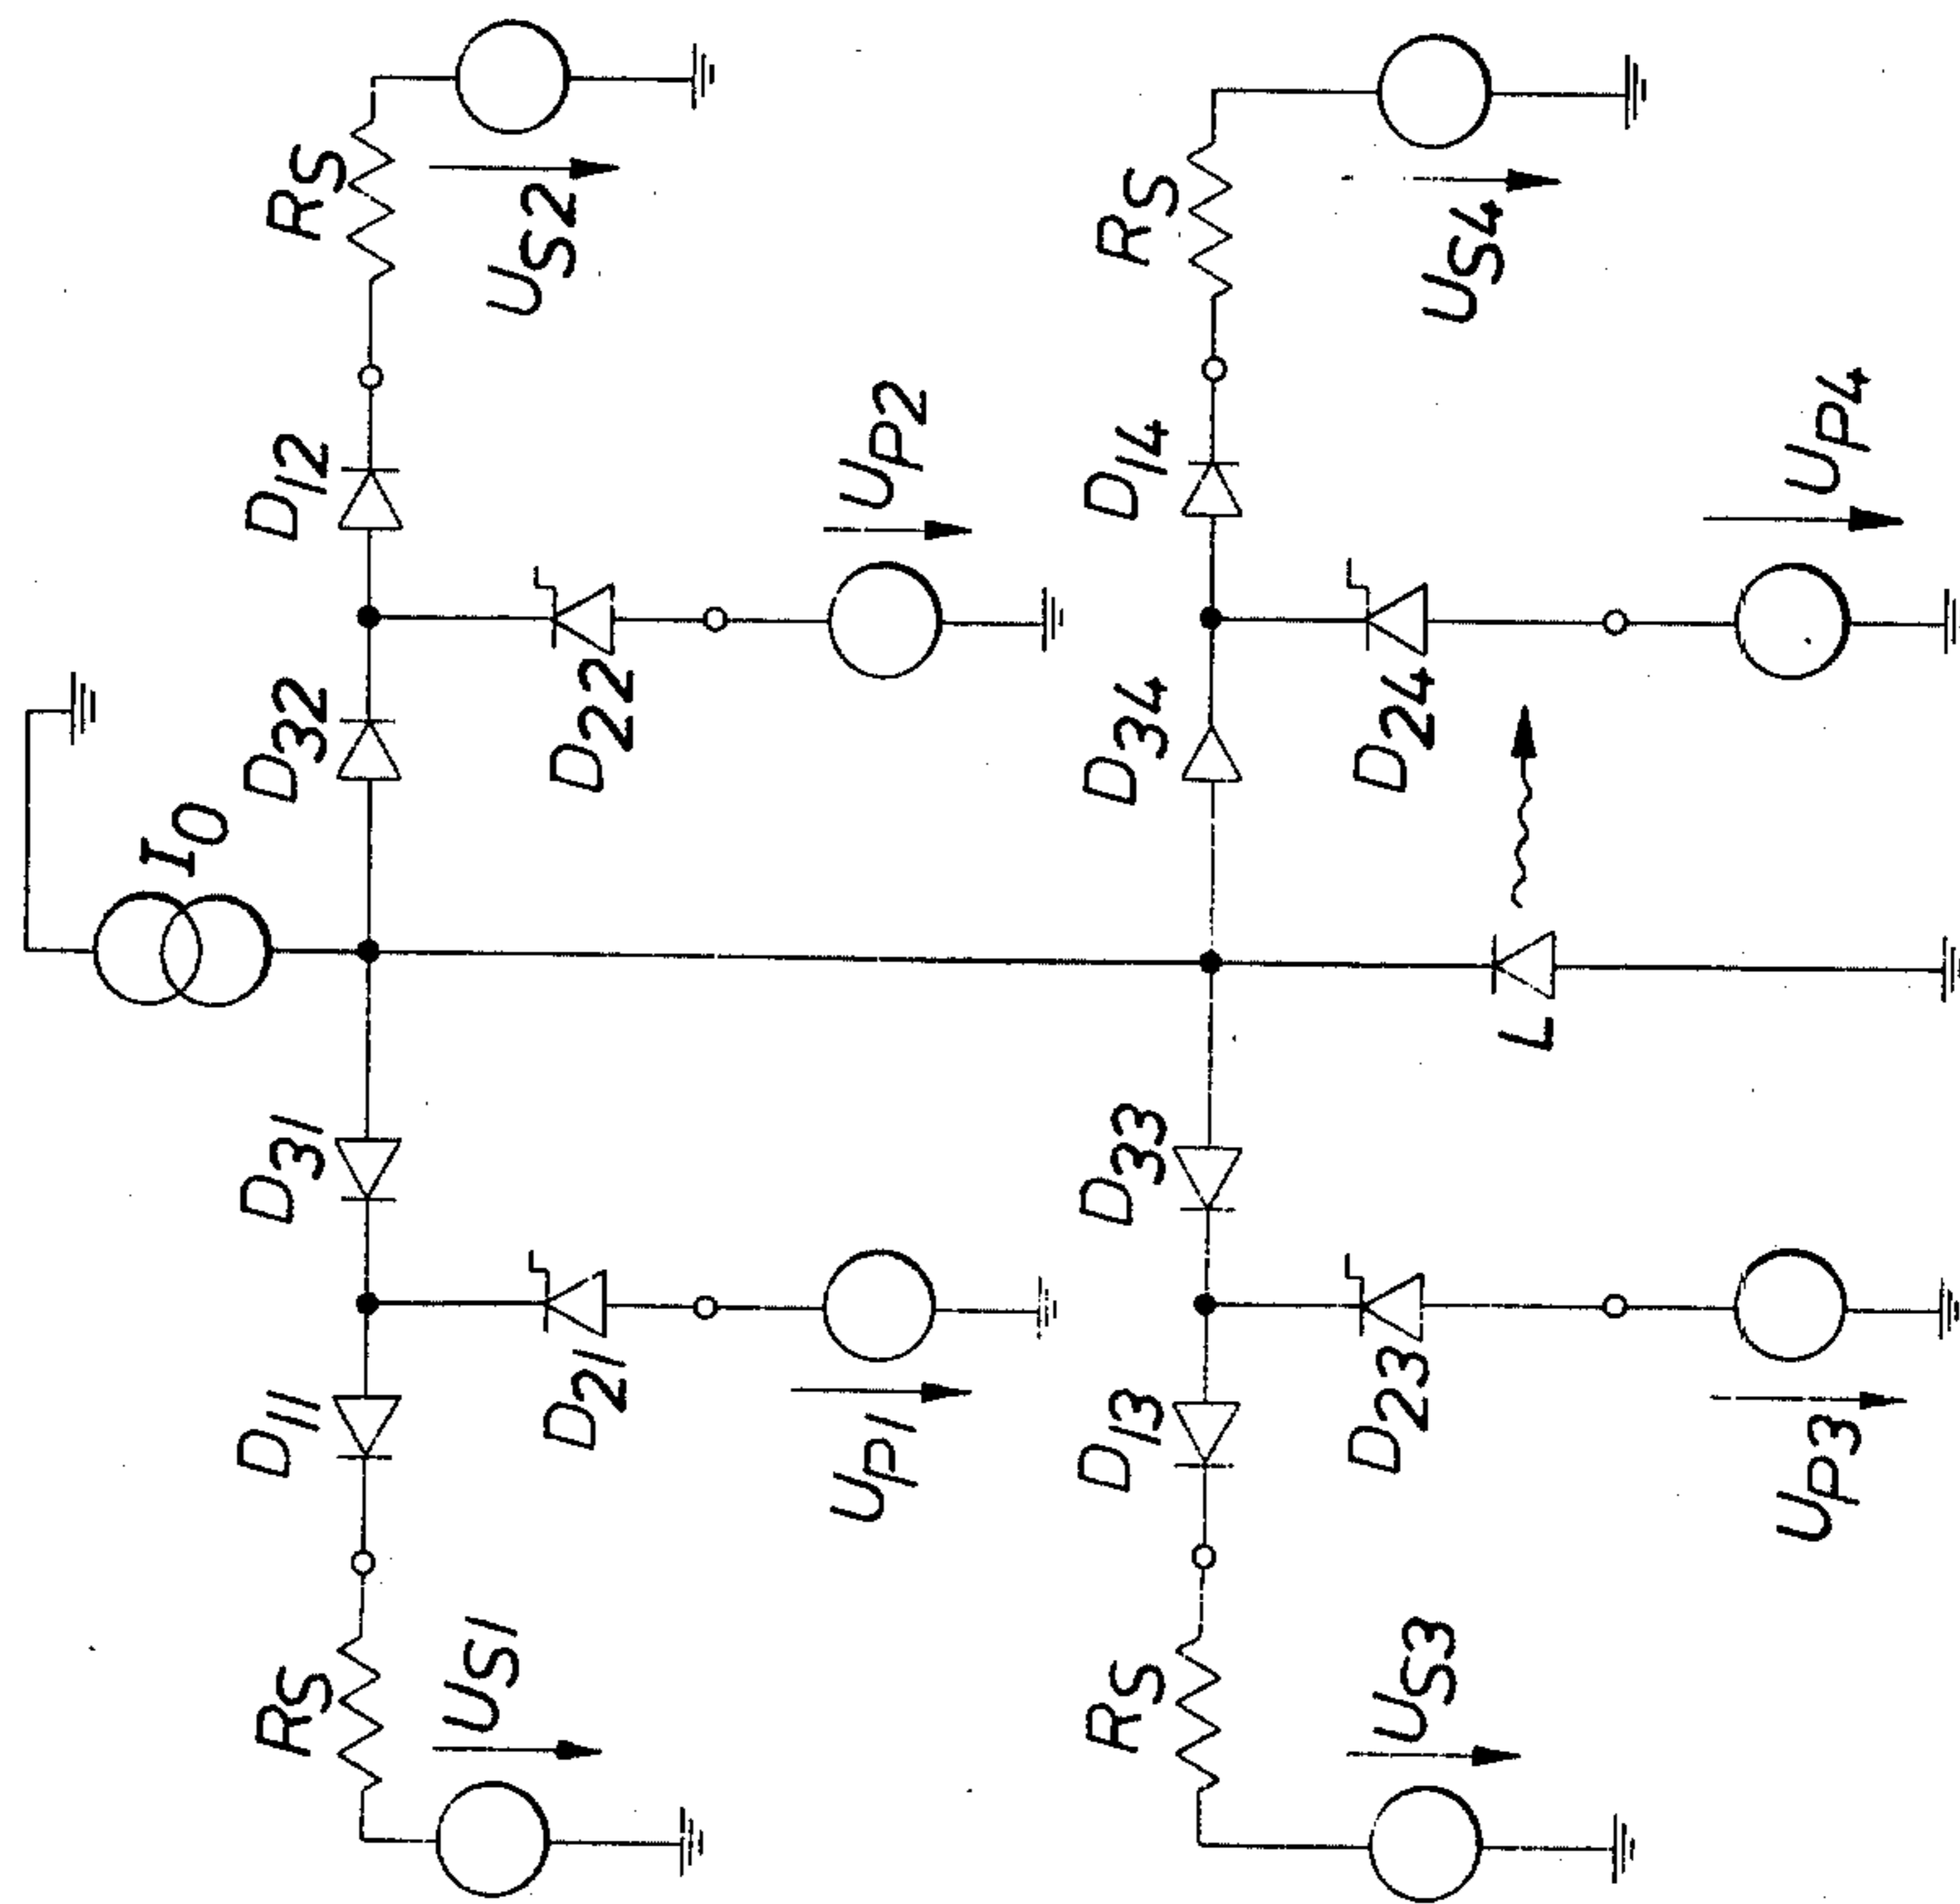 RS
US2
D12
UP2
D32
D22
IO
D31
D21
D11
UP1
RS
US1
RS
US4
D14
UP4
D34
D24
L
D33
D23
D13
UP3
RS
US3